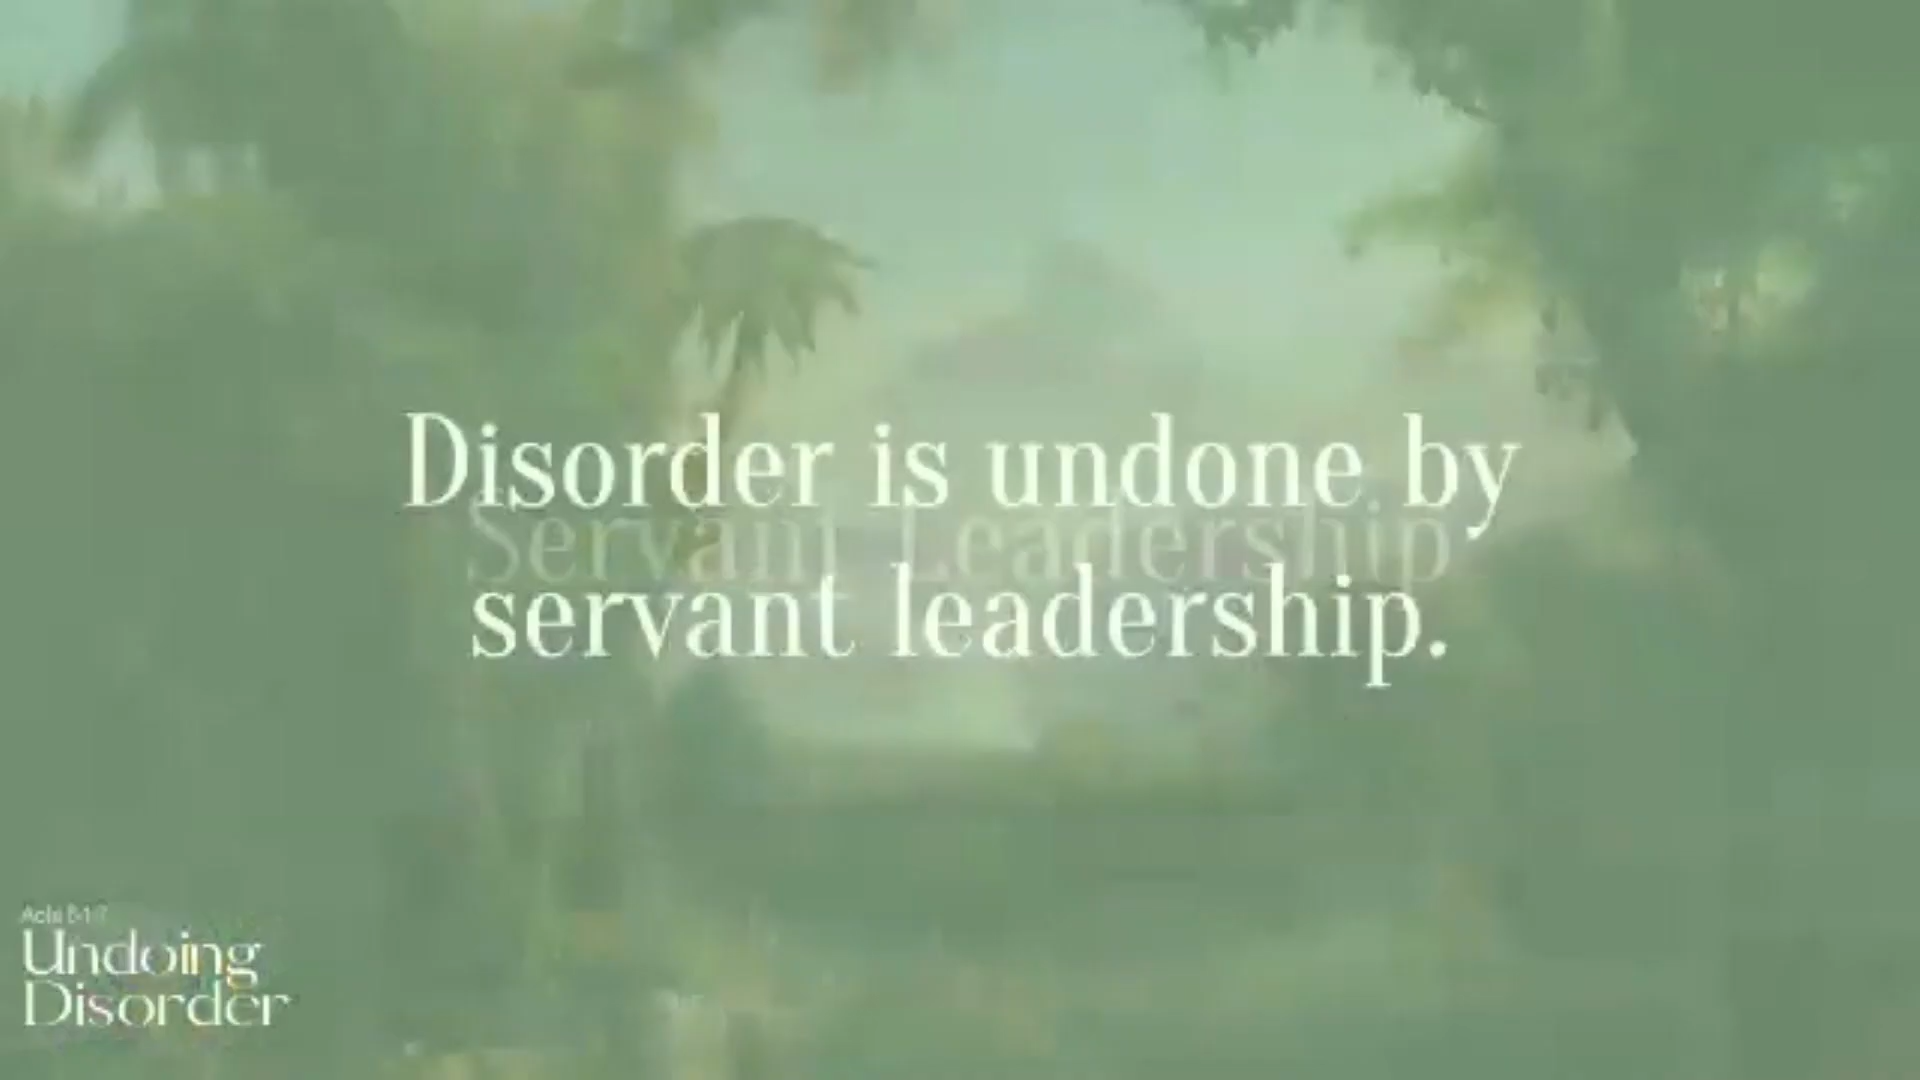 Disorder is undone by
Servant Leadership
servant leadership.
Undoing
Disorder